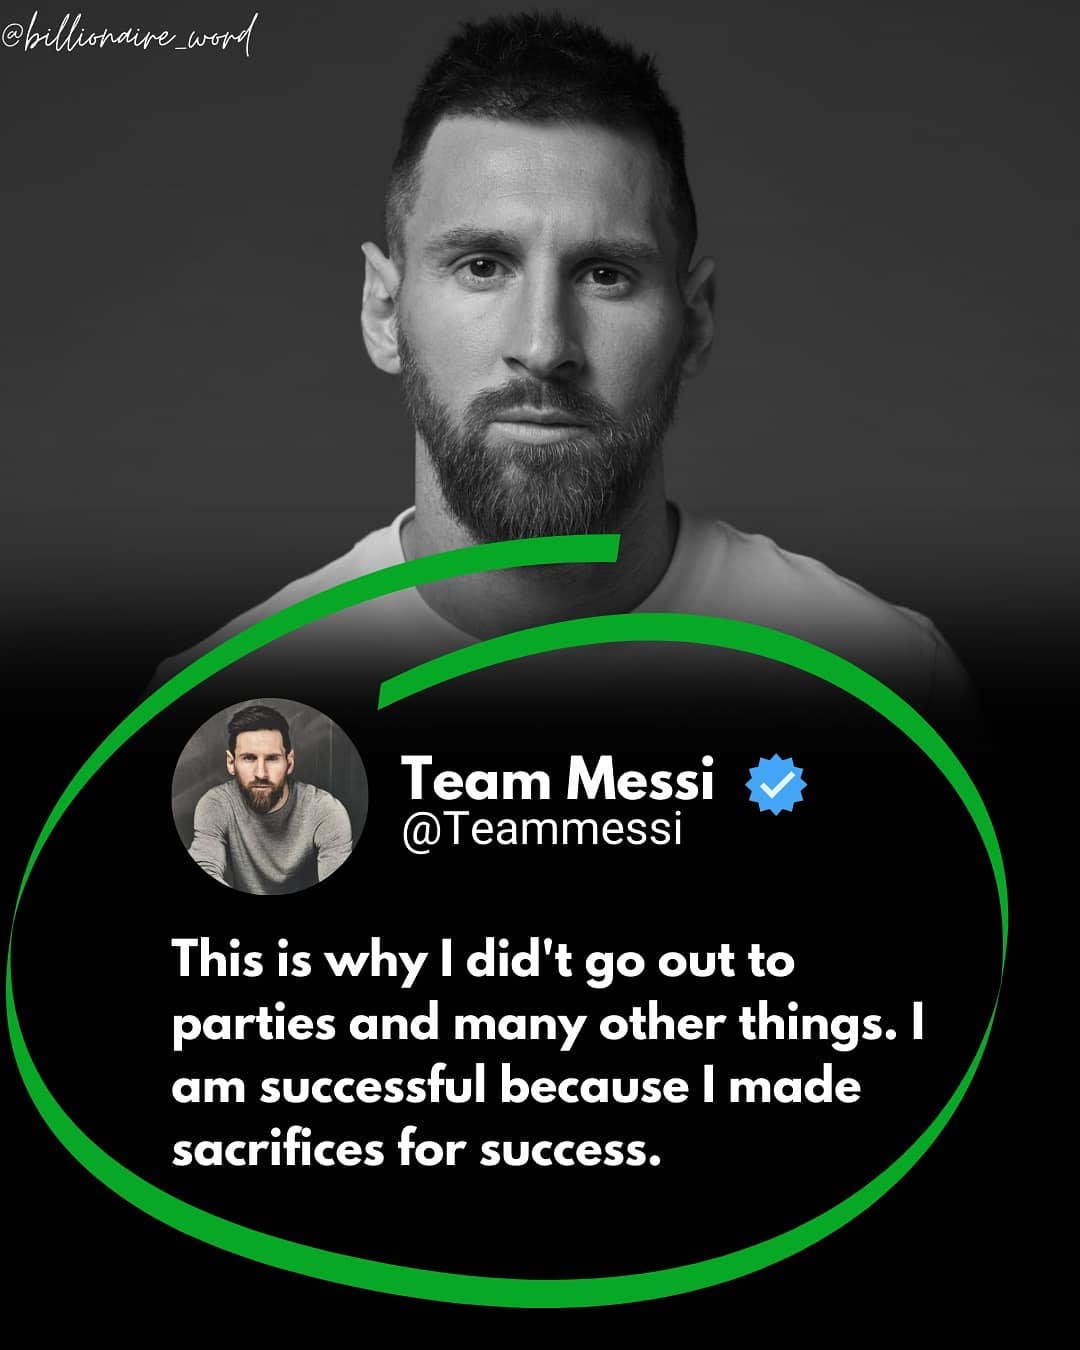 @billionaire_word
Team Messi
@Teammessi
This is why I did't go out to
parties and many other things. I
am successful because I made
sacrifices for success.